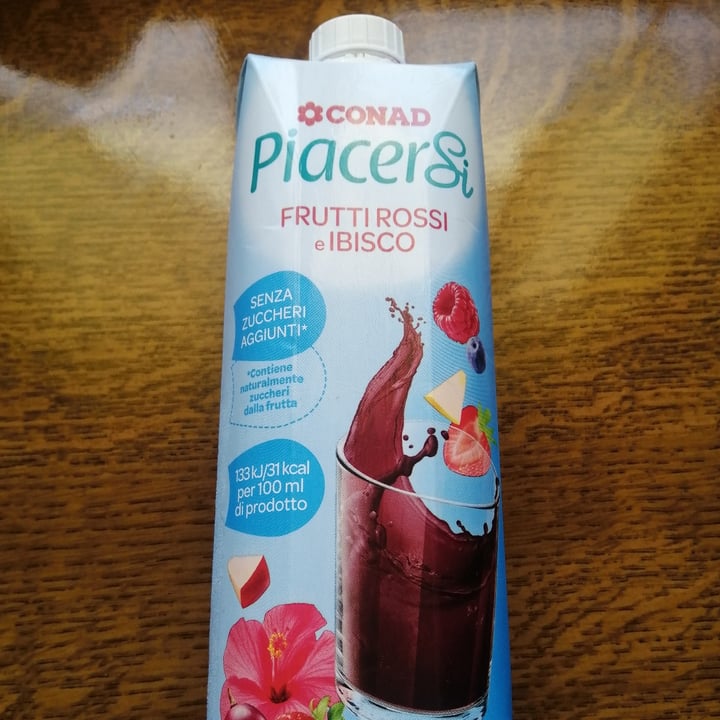 CONAD
PiacerSi
FRUTTI ROSSI
e IBISCO
SENZA
ZUCCHERI
AGGIUNTI*
*Contiene
naturalmente
zuccheri
dalla frutta
133 kJ/31 kcal
per 100 ml
di prodotto